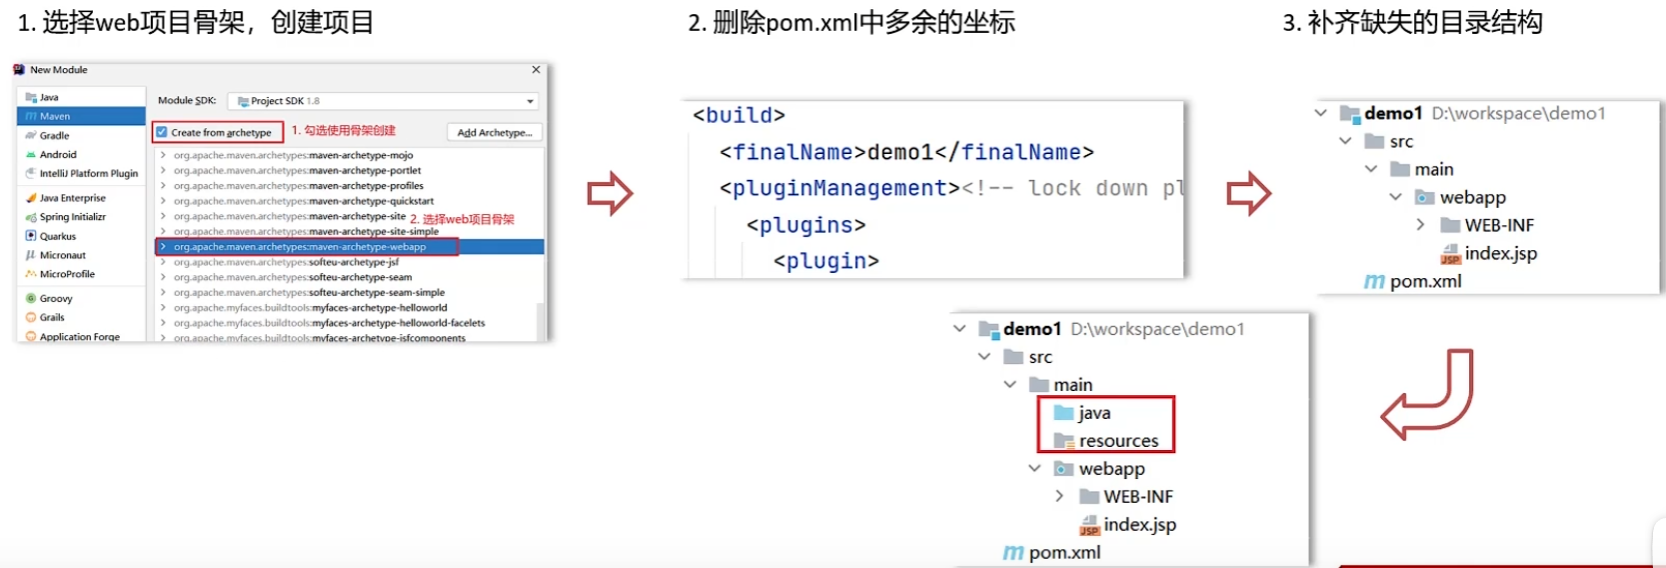 1. 选择web项目骨架，创建项目
New Module
Java
Maven
Gradle
Android
IntelliJ Platform Plugin
Java Enterprise
Spring Initializr
Quarkus
Micronaut
MicroProfile
Groovy
Grails
Application Forge
Module SDK: Project SDK 1.8
Create from archetype
1. 勾选使用骨架创建
Add Archetype...
org.apache.maven.archetypes:maven-archetype-mojo
org.apache.maven.archetypes:maven-archetype-portlet
org.apache.maven.archetypes:maven-archetype-profiles
org.apache.maven.archetypes:maven-archetype-quickstart
org.apache.maven.archetypes:maven-archetype-site
2. 选择web项目骨架
org.apache.maven.archetypes:maven-archetype-site-simple
org.apache.maven.archetypes:maven-archetype-webapp
org.apache.maven.archetypes:softeu-archetype-jsf
org.apache.maven.archetypes:softeu-archetype-seam
org.apache.maven.archetypes:softeu-archetype-seam-simple
org.apache.myfaces.buildtools:myfaces-archetype-helloworld
org.apache.myfaces.buildtools:myfaces-archetype-helloworld-facelets
org.apache.myfaces.buildtools:myfaces-archetype-jsfcomponents
2. 删除pom.xml中多余的坐标
<build>
<finalName>demo1</finalName>
<pluginManagement><!-- lock down pl
<plugins>
<plugin>
3. 补齐缺失的目录结构
demo1 D:\workspace\demo1
src
main
webapp
WEB-INF
JSP index.jsp
m pom.xml
demo1 D:\workspace\demo1
src
main
java
resources
webapp
WEB-INF
JSP index.jsp
m pom.xml